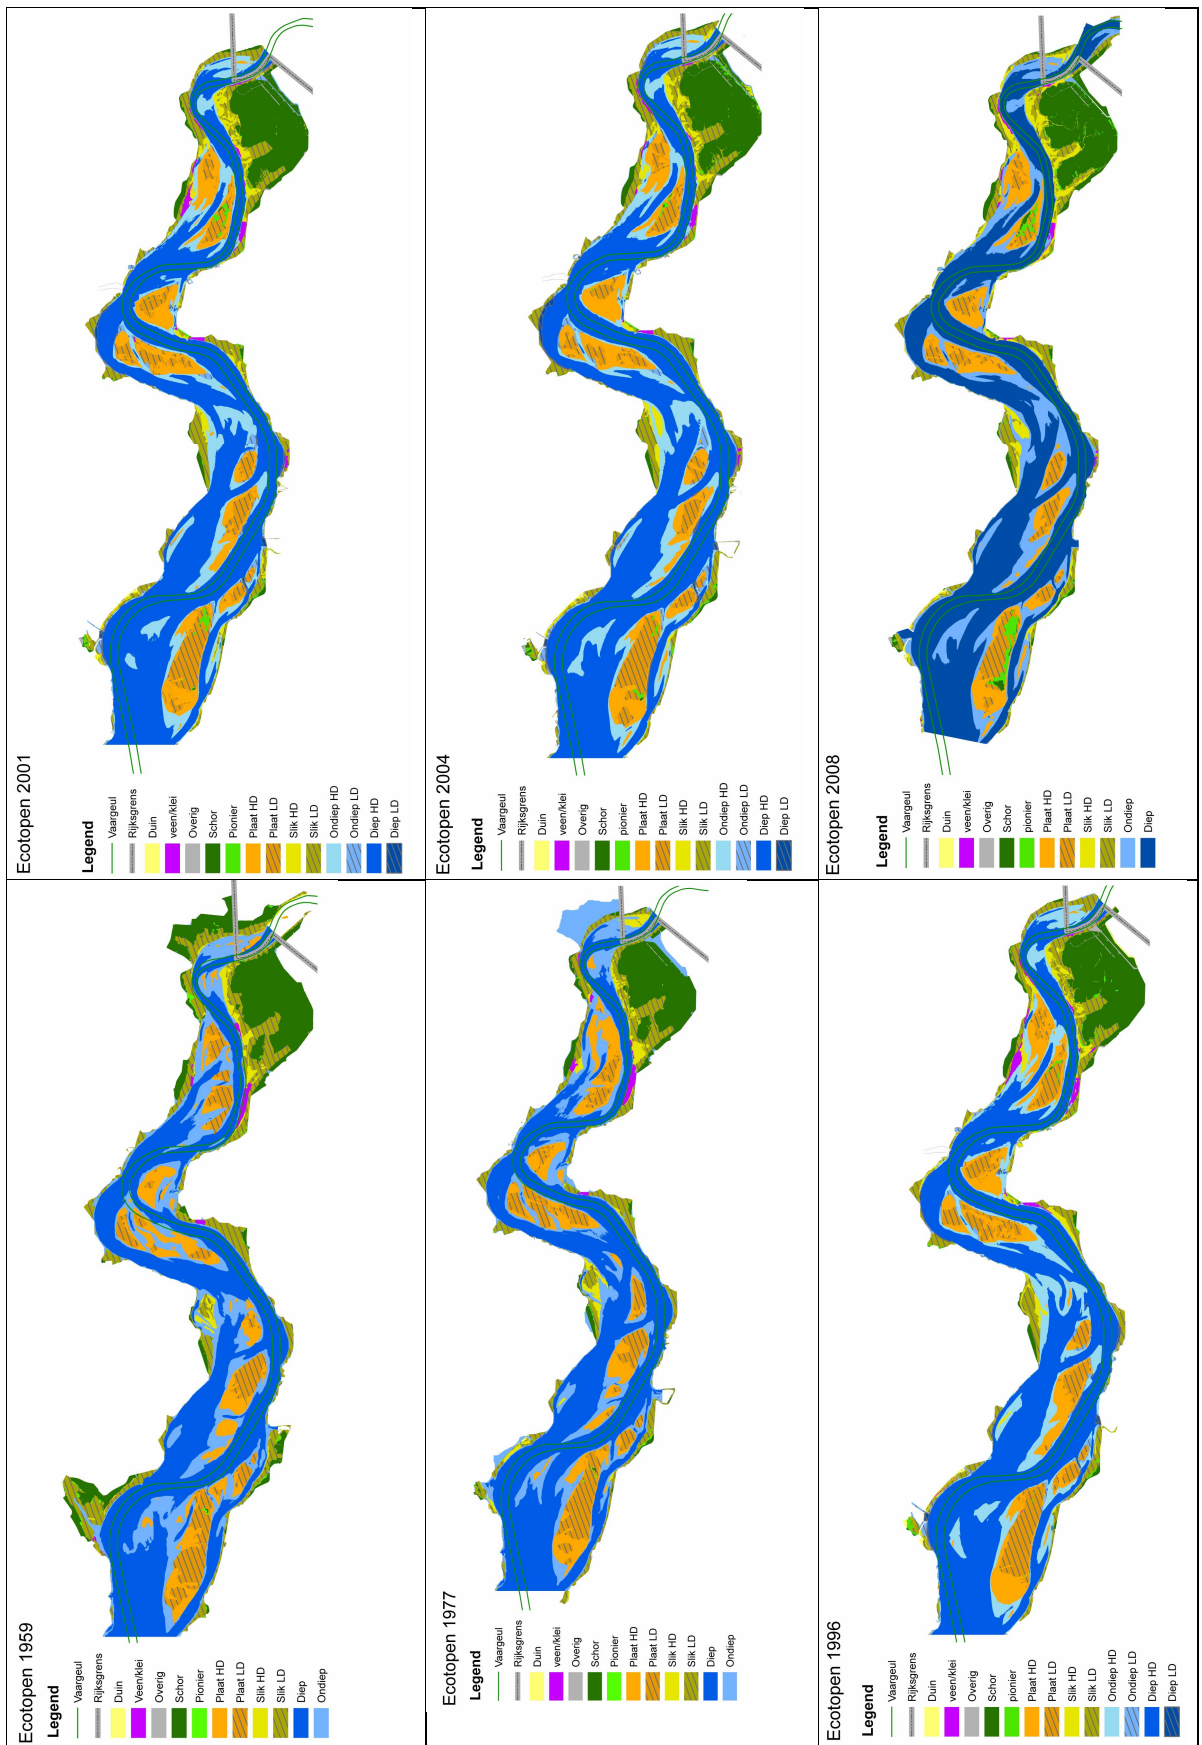 Ecotopen 2001
Legend
Vaargeul
Rijksgrens
Duin
veen/klei
Overig
Schor
Pionier
Plaat HD
Plaat LD
Slik HD
Slik LD
Ondiep HD
Ondiep LD
Diep HD
Diep LD
Ecotopen 2004
Legend
Vaargeul
Rijksgrens
Duin
veen/klei
Overig
Schor
pionier
Plaat HD
Plaat LD
Slik HD
Slik LD
Ondiep HD
Ondiep LD
Diep HD
Diep LD
Ecotopen 2008
Legend
Vaargeul
Rijksgrens
Duin
veen/klei
Overig
Schor
pionier
Plaat HD
Plaat LD
Slik HD
Slik LD
Ondiep
Diep
Ecotopen 1959
Legend
Vaargeul
Rijksgrens
Duin
Veen/klei
Overig
Schor
Pionier
Plaat HD
Plaat LD
Slik HD
Slik LD
Diep
Ondiep
Ecotopen 1977
Legend
Vaargeul
Rijksgrens
Duin
veen/klei
Overig
Schor
Pionier
Plaat HD
Plaat LD
Slik HD
Slik LD
Diep
Ondiep
Ecotopen 1996
Legend
Vaargeul
Rijksgrens
Duin
veen/klei
Overig
Schor
pionier
Plaat HD
Plaat LD
Slik HD
Slik LD
Ondiep HD
Ondiep LD
Diep HD
Diep LD